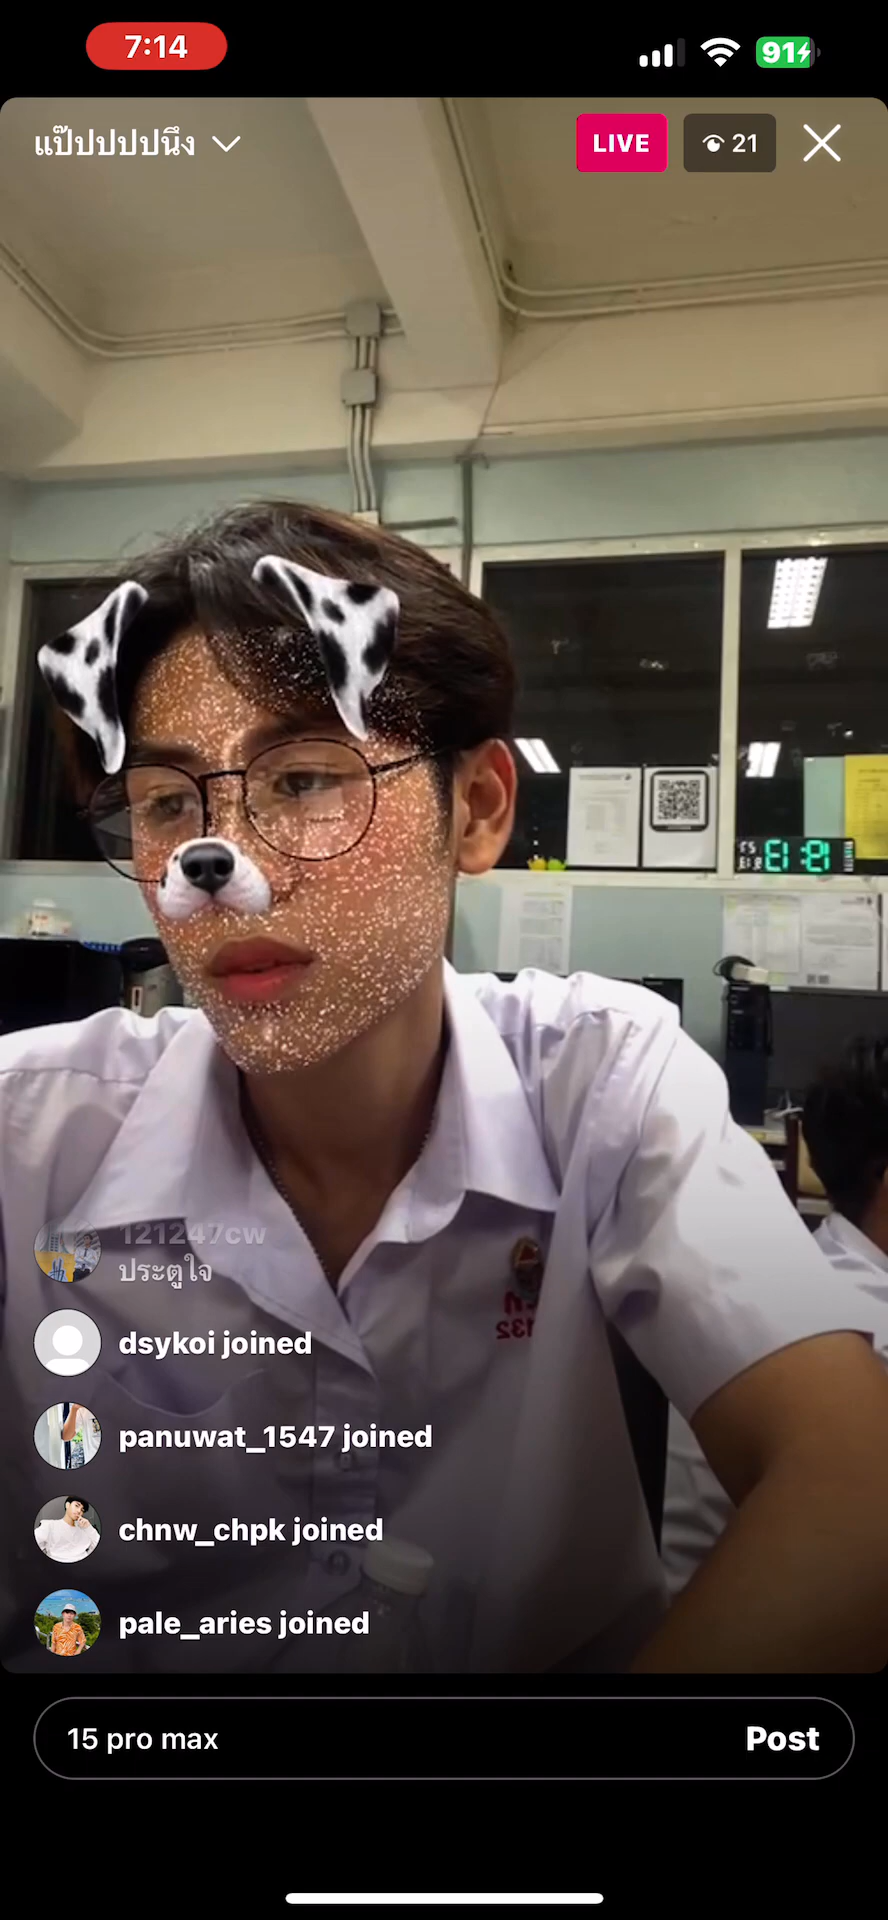 7:14
91
แป๊ปปปปนึง
LIVE
21
121247cw
ประตูใจ
dsykoi joined
panuwat_1547 joined
chnw_chpk joined
pale_aries joined
15 pro max
Post